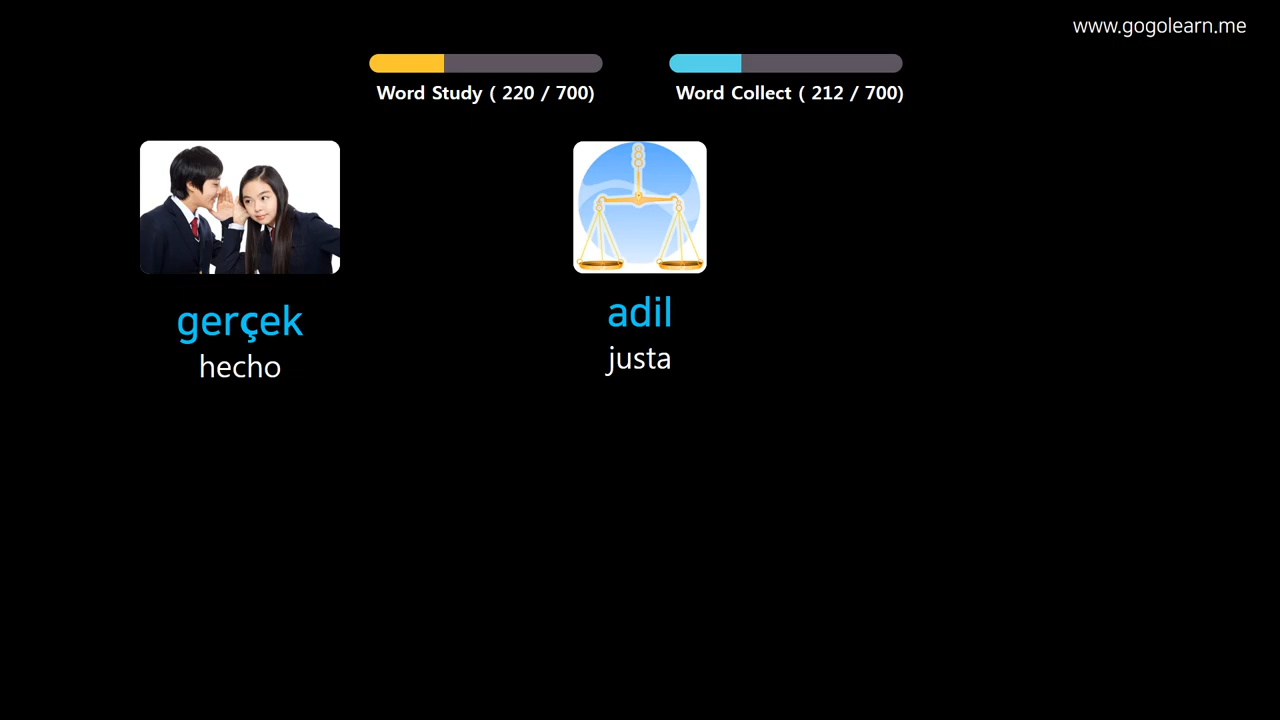 www.gogolearn.me
Word Study ( 220 / 700)
Word Collect ( 212 / 700)
gerçek
hecho
adil
justa